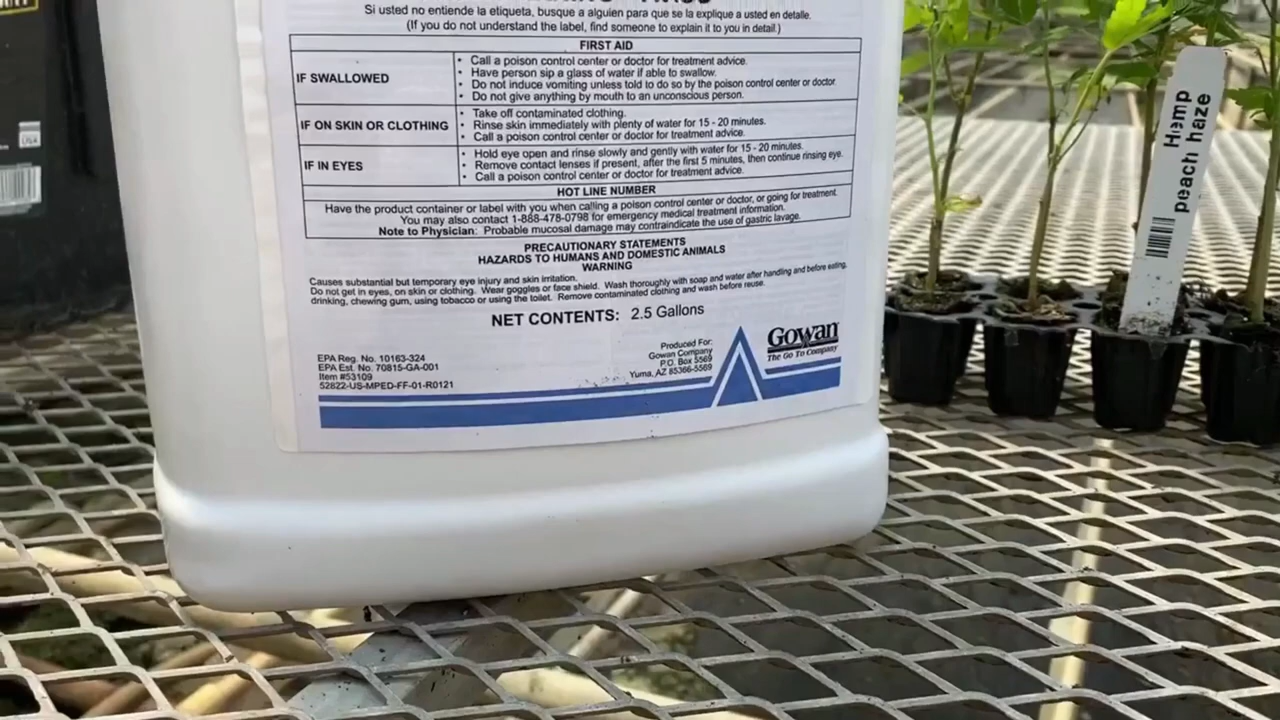 Si usted no entiende la etiqueta, busque a alguien para que se la explique a usted en detalle.
(If you do not understand the label, find someone to explain it to you in detail.)
FIRST AID
IF SWALLOWED
• Call a poison control center or doctor for treatment advice.
• Have person sip a glass of water if able to swallow.
• Do not induce vomiting unless told to do so by the poison control center or doctor.
• Do not give anything by mouth to an unconscious person.
IF ON SKIN OR CLOTHING
• Take off contaminated clothing.
• Rinse skin immediately with plenty of water for 15 - 20 minutes.
• Call a poison control center or doctor for treatment advice.
IF IN EYES
• Hold eye open and rinse slowly and gently with water for 15 - 20 minutes.
• Remove contact lenses if present, after the first 5 minutes, then continue rinsing eye.
• Call a poison control center or doctor for treatment advice.
HOT LINE NUMBER
Have the product container or label with you when calling a poison control center or doctor, or going for treatment.
You may also contact 1-888-478-0798 for emergency medical treatment information.
Note to Physician: Probable mucosal damage may contraindicate the use of gastric lavage.
PRECAUTIONARY STATEMENTS
HAZARDS TO HUMANS AND DOMESTIC ANIMALS
WARNING
Causes substantial but temporary eye injury and skin irritation.
Do not get in eyes, on skin or clothing. Wear goggles or face shield. Wash thoroughly with soap and water after handling and before eating,
drinking, chewing gum, using tobacco or using the toilet. Remove contaminated clothing and wash before reuse.
NET CONTENTS: 2.5 Gallons
EPA Reg. No. 10163-324
EPA Est. No. 70815-GA-001
Item #53109
52822-US-MPED-FF-01-R0121
Produced For:
Gowan Company
P.O. Box 5569
Yuma, AZ 85366-5569
Gowan
The Go To Company
Hemp
peach haze
USA